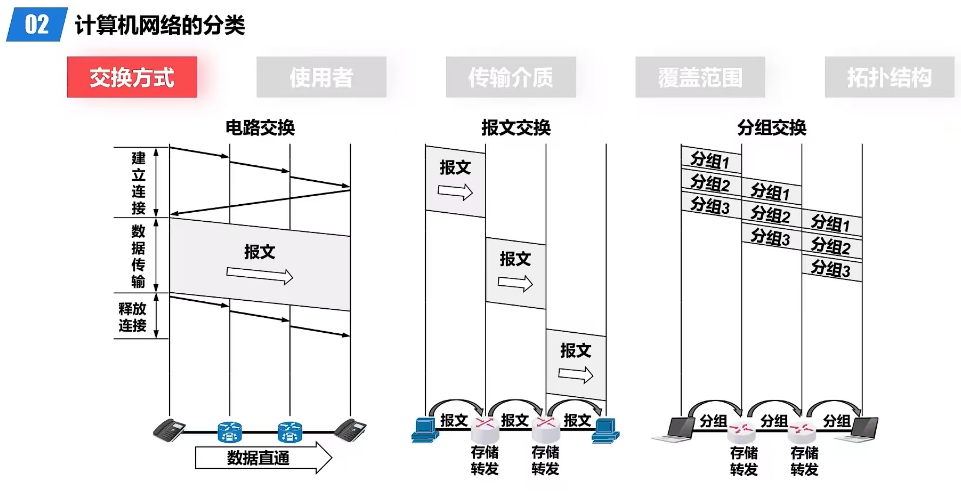 02 计算机网络的分类
交换方式
使用者
传输介质
覆盖范围
拓扑结构
电路交换
建立连接
数据传输
释放连接
报文
数据直通
报文交换
报文
报文
报文
报文
报文
报文
存储转发
存储转发
分组交换
分组1
分组2
分组3
分组1
分组2
分组3
分组1
分组2
分组3
分组
分组
分组
存储转发
存储转发